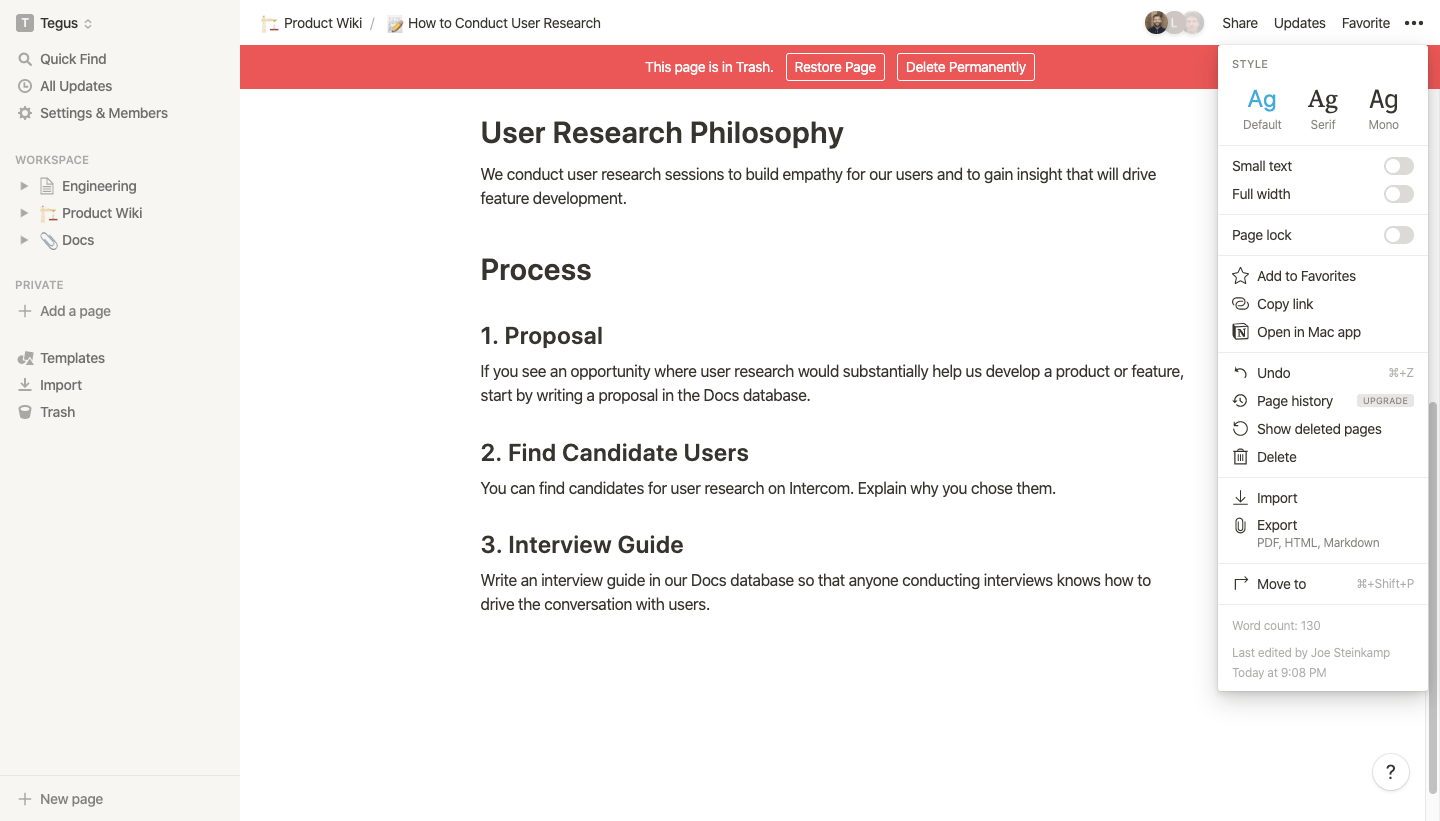 T Tegus
Quick Find
All Updates
Settings & Members
WORKSPACE
Engineering
Product Wiki
Docs
PRIVATE
Add a page
Templates
Import
Trash
New page
Product Wiki / How to Conduct User Research
L
Share Updates Favorite
This page is in Trash. Restore Page Delete Permanently
User Research Philosophy
We conduct user research sessions to build empathy for our users and to gain insight that will drive
feature development.
Process
1. Proposal
If you see an opportunity where user research would substantially help us develop a product or feature,
start by writing a proposal in the Docs database.
2. Find Candidate Users
You can find candidates for user research on Intercom. Explain why you chose them.
3. Interview Guide
Write an interview guide in our Docs database so that anyone conducting interviews knows how to
drive the conversation with users.
STYLE
Ag Ag Ag
Default Serif Mono
Small text
Full width
Page lock
Add to Favorites
Copy link
Open in Mac app
Undo ⌘+Z
Page history UPGRADE
Show deleted pages
Delete
Import
Export
PDF, HTML, Markdown
Move to ⌘+Shift+P
Word count: 130
Last edited by Joe Steinkamp
Today at 9:08 PM
?